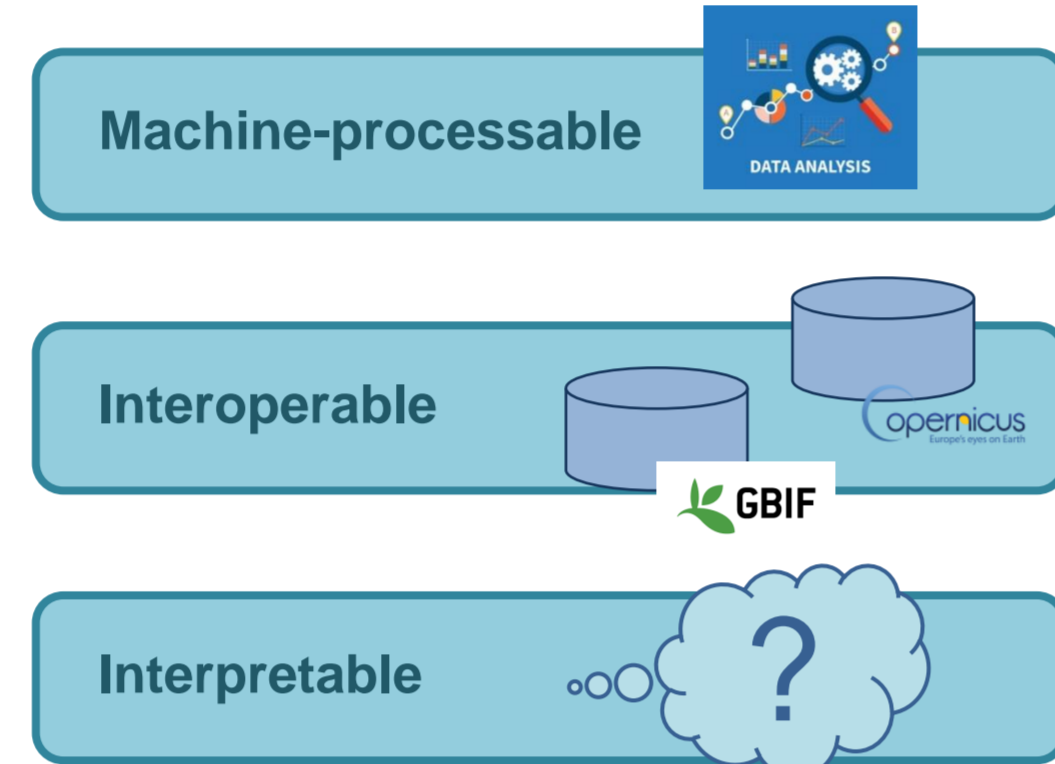 Machine-processable
A
B
DATA ANALYSIS
Interoperable
opernicus
Europe's eyes on Earth
GBIF
Interpretable
?